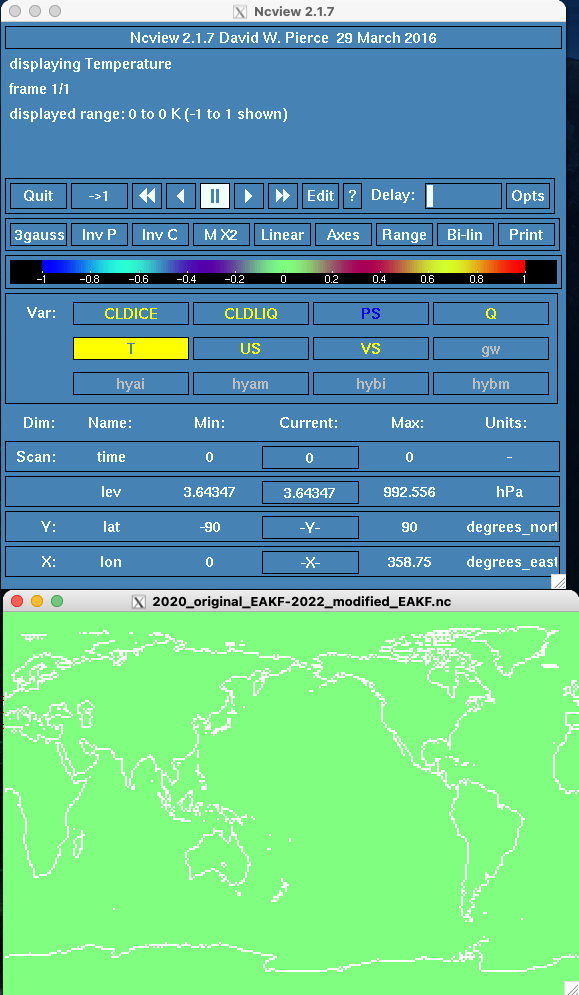 Ncview 2.1.7
Ncview 2.1.7 David W. Pierce 29 March 2016
displaying Temperature
frame 1/1
displayed range: 0 to 0 K (-1 to 1 shown)
Quit ->1 Edit ? Delay: Opts
3gauss Inv P Inv C M X2 Linear Axes Range Bi-lin Print
-1 -0.8 -0.6 -0.4 -0.2 0 0.2 0.4 0.6 0.8 1
Var: CLDICE CLDLIQ PS Q
T US VS gw
hyai hyam hybi hybm
Dim: Name: Min: Current: Max: Units:
Scan: time 0 0 0 -
lev 3.64347 3.64347 992.556 hPa
Y: lat -90 -Y- 90 degrees_nort
X: lon 0 -X- 358.75 degrees_east
2020_original_EAKF-2022_modified_EAKF.nc